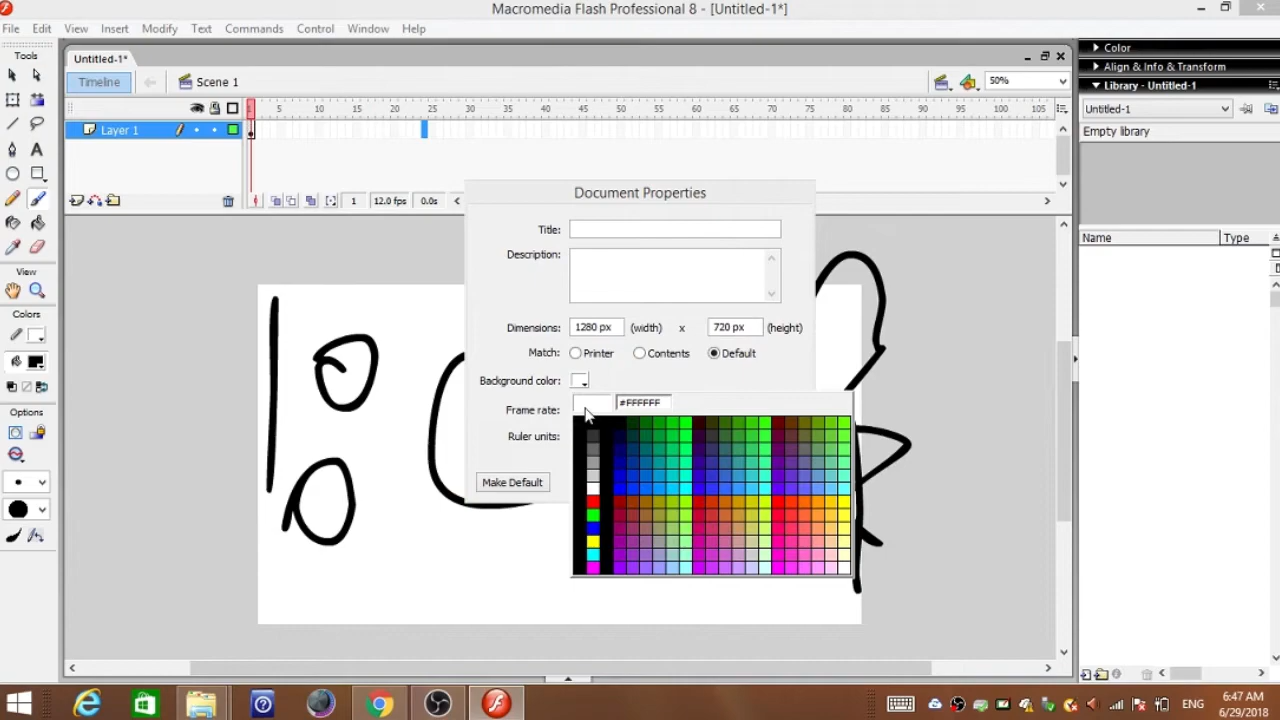 Macromedia Flash Professional 8 - [Untitled-1*]
File Edit View Insert Modify Text Commands Control Window Help
Tools
Untitled-1*
Timeline Scene 1 50%
5 10 15 20 25 30 35 40 45 50 55 60 65 70 75 80 85 90 95 100 105
Layer 1
1 12.0 fps 0.0s
View
Colors
Options
Document Properties
Title:
Description:
Dimensions: 1280 px (width) x 720 px (height)
Match: Printer Contents Default
Background color:
#FFFFFF
Frame rate:
Ruler units:
Make Default
Color
Align & Info & Transform
Library - Untitled-1
Untitled-1
Empty library
Name Type
ENG
6:47 AM
6/29/2018